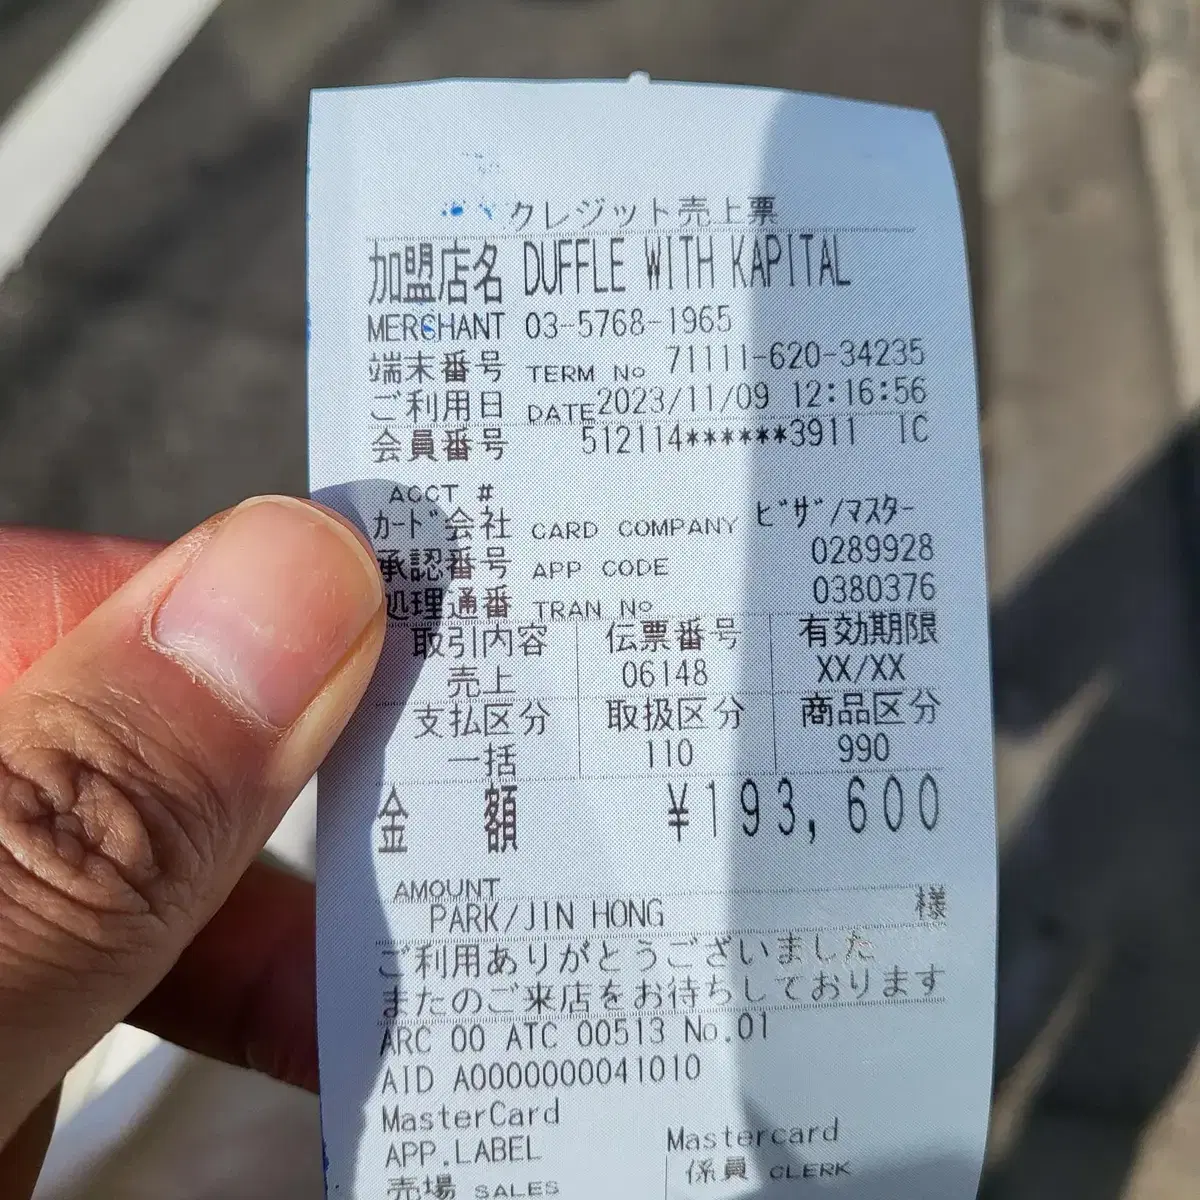 クレジット売上票
加盟店名 DUFFLE WITH KAPITAL
MERCHANT 03-5768-1965
端末番号 TERM No 71111-620-34235
ご利用日 DATE 2023/11/09 12:16:56
会員番号 512114******3911 IC
ACCT #
カード会社 CARD COMPANY ビザ/マスター
承認番号 APP CODE 0289928
処理通番 TRAN No 0380376
取引内容 伝票番号 有効期限
売上 06148 XX/XX
支払区分 取扱区分 商品区分
一括 110 990
金 額 ¥193,600
AMOUNT
PARK/JIN HONG 様
ご利用ありがとうございました
またのご来店をお待ちしております
ARC 00 ATC 00513 No.01
AID A0000000041010
MasterCard
APP.LABEL Mastercard
売場 SALES 係員 CLERK